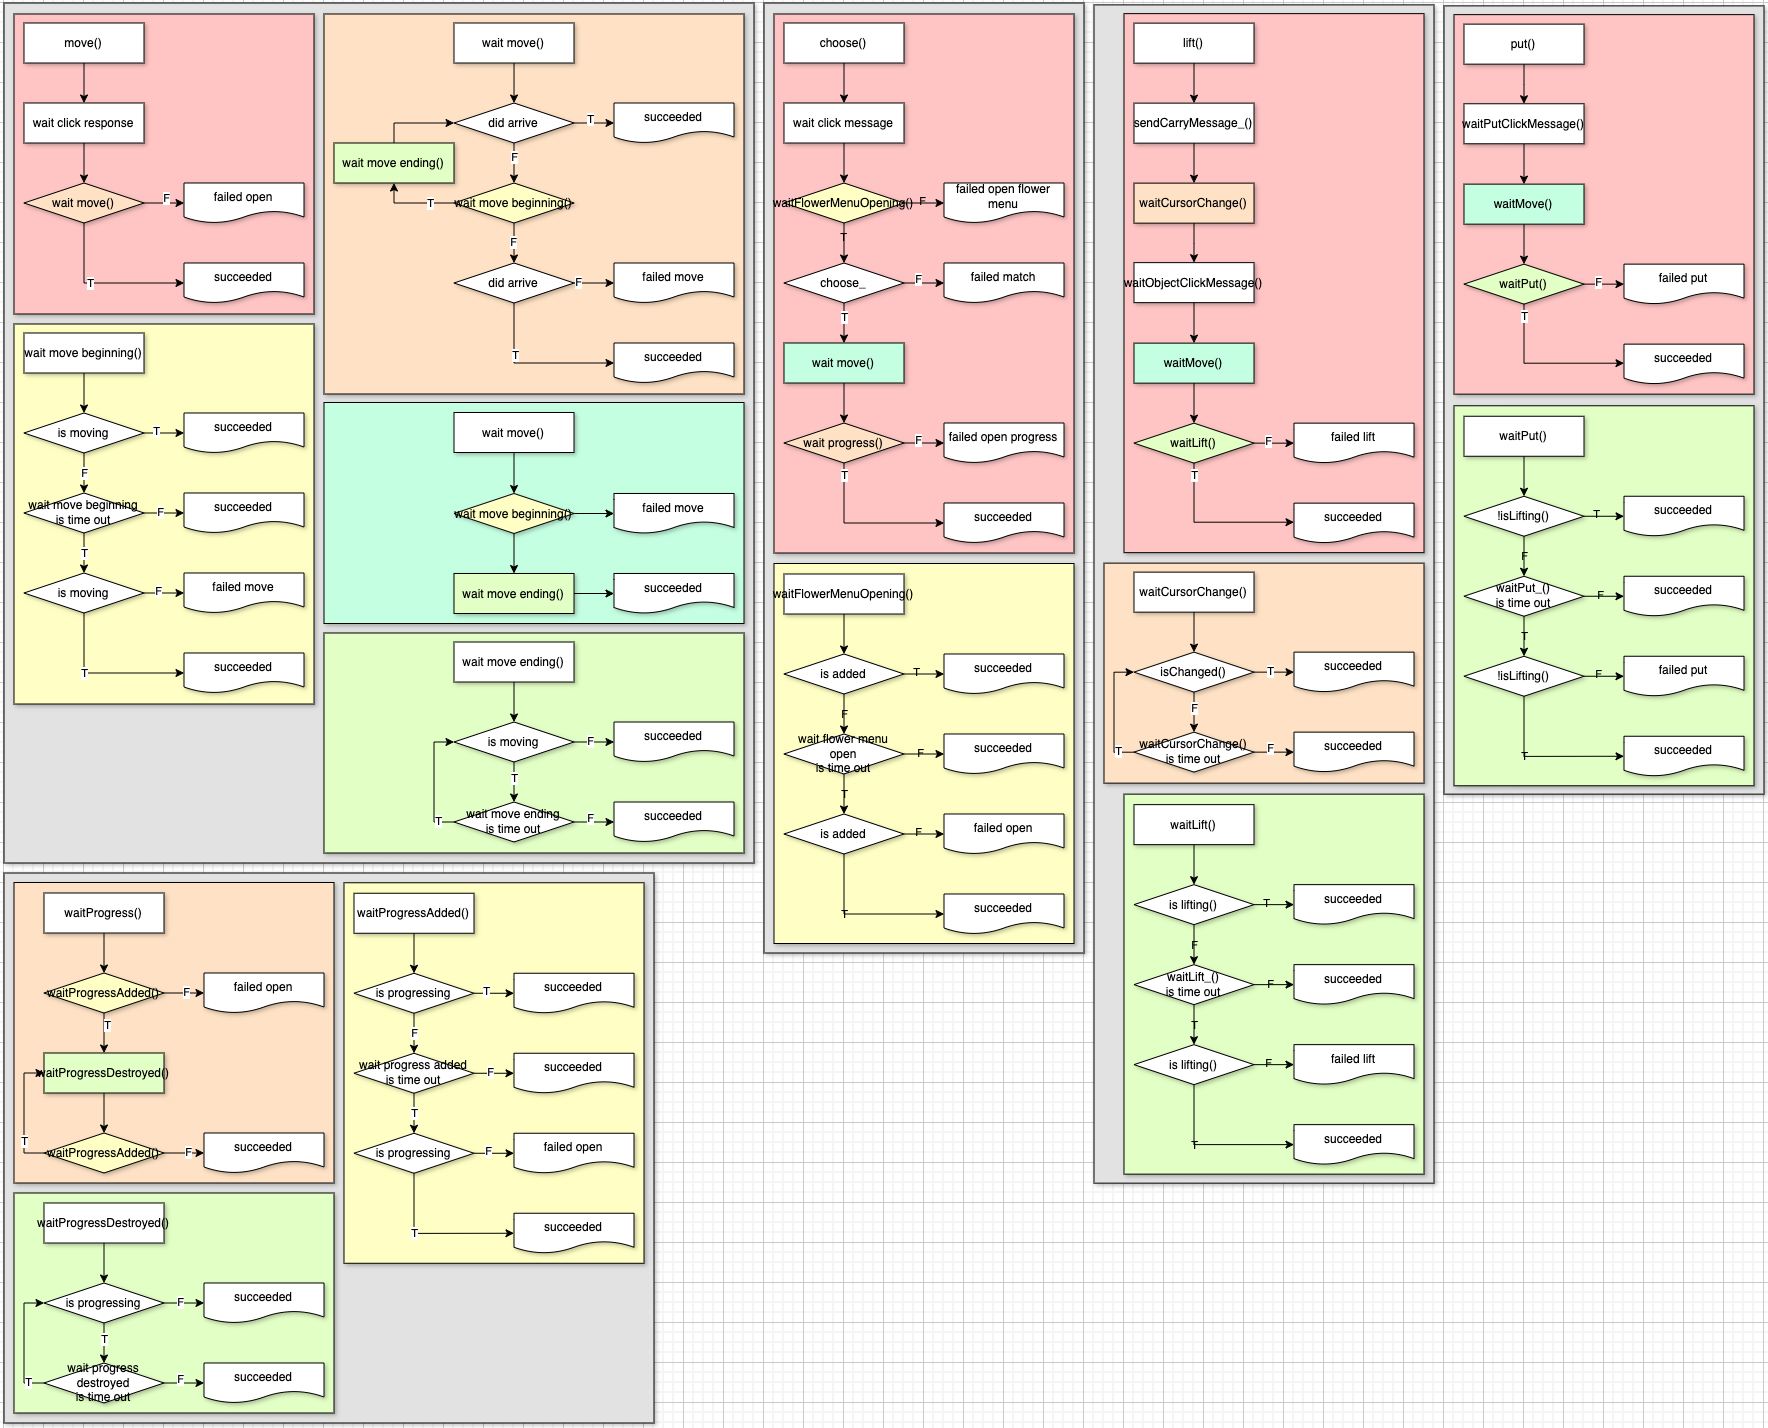 move()
wait click response
wait move()
F
failed open
T
succeeded
wait move()
did arrive
T
succeeded
F
wait move ending()
wait move beginning()
T
F
did arrive
F
failed move
T
succeeded
wait move beginning()
is moving
T
succeeded
F
wait move beginning
is time out
F
succeeded
T
is moving
F
failed move
T
succeeded
wait move()
wait move beginning()
failed move
wait move ending()
succeeded
wait move ending()
is moving
F
succeeded
T
wait move ending
is time out
F
succeeded
T
choose()
wait click message
waitFlowerMenuOpening()
F
failed open flower
menu
T
choose_
F
failed match
T
wait move()
wait progress()
F
failed open progress
T
succeeded
waitFlowerMenuOpening()
is added
T
succeeded
F
wait flower menu
open
is time out
F
succeeded
T
is added
F
failed open
T
succeeded
lift()
sendCarryMessage_()
waitCursorChange()
waitObjectClickMessage()
waitMove()
waitLift()
F
failed lift
T
succeeded
waitCursorChange()
isChanged()
T
succeeded
F
waitCursorChange()
is time out
F
succeeded
T
waitLift()
is lifting()
T
succeeded
F
waitLift_()
is time out
F
succeeded
T
is lifting()
F
failed lift
T
succeeded
put()
waitPutClickMessage()
waitMove()
waitPut()
F
failed put
T
succeeded
waitPut()
!isLifting()
T
succeeded
F
waitPut_()
is time out
F
succeeded
T
!isLifting()
F
failed put
T
succeeded
waitProgress()
waitProgressAdded()
F
failed open
T
waitProgressDestroyed()
T
waitProgressAdded()
F
succeeded
waitProgressAdded()
is progressing
T
succeeded
F
wait progress added
is time out
F
succeeded
T
is progressing
F
failed open
T
succeeded
waitProgressDestroyed()
is progressing
F
succeeded
T
wait progress
destroyed
is time out
F
succeeded
T